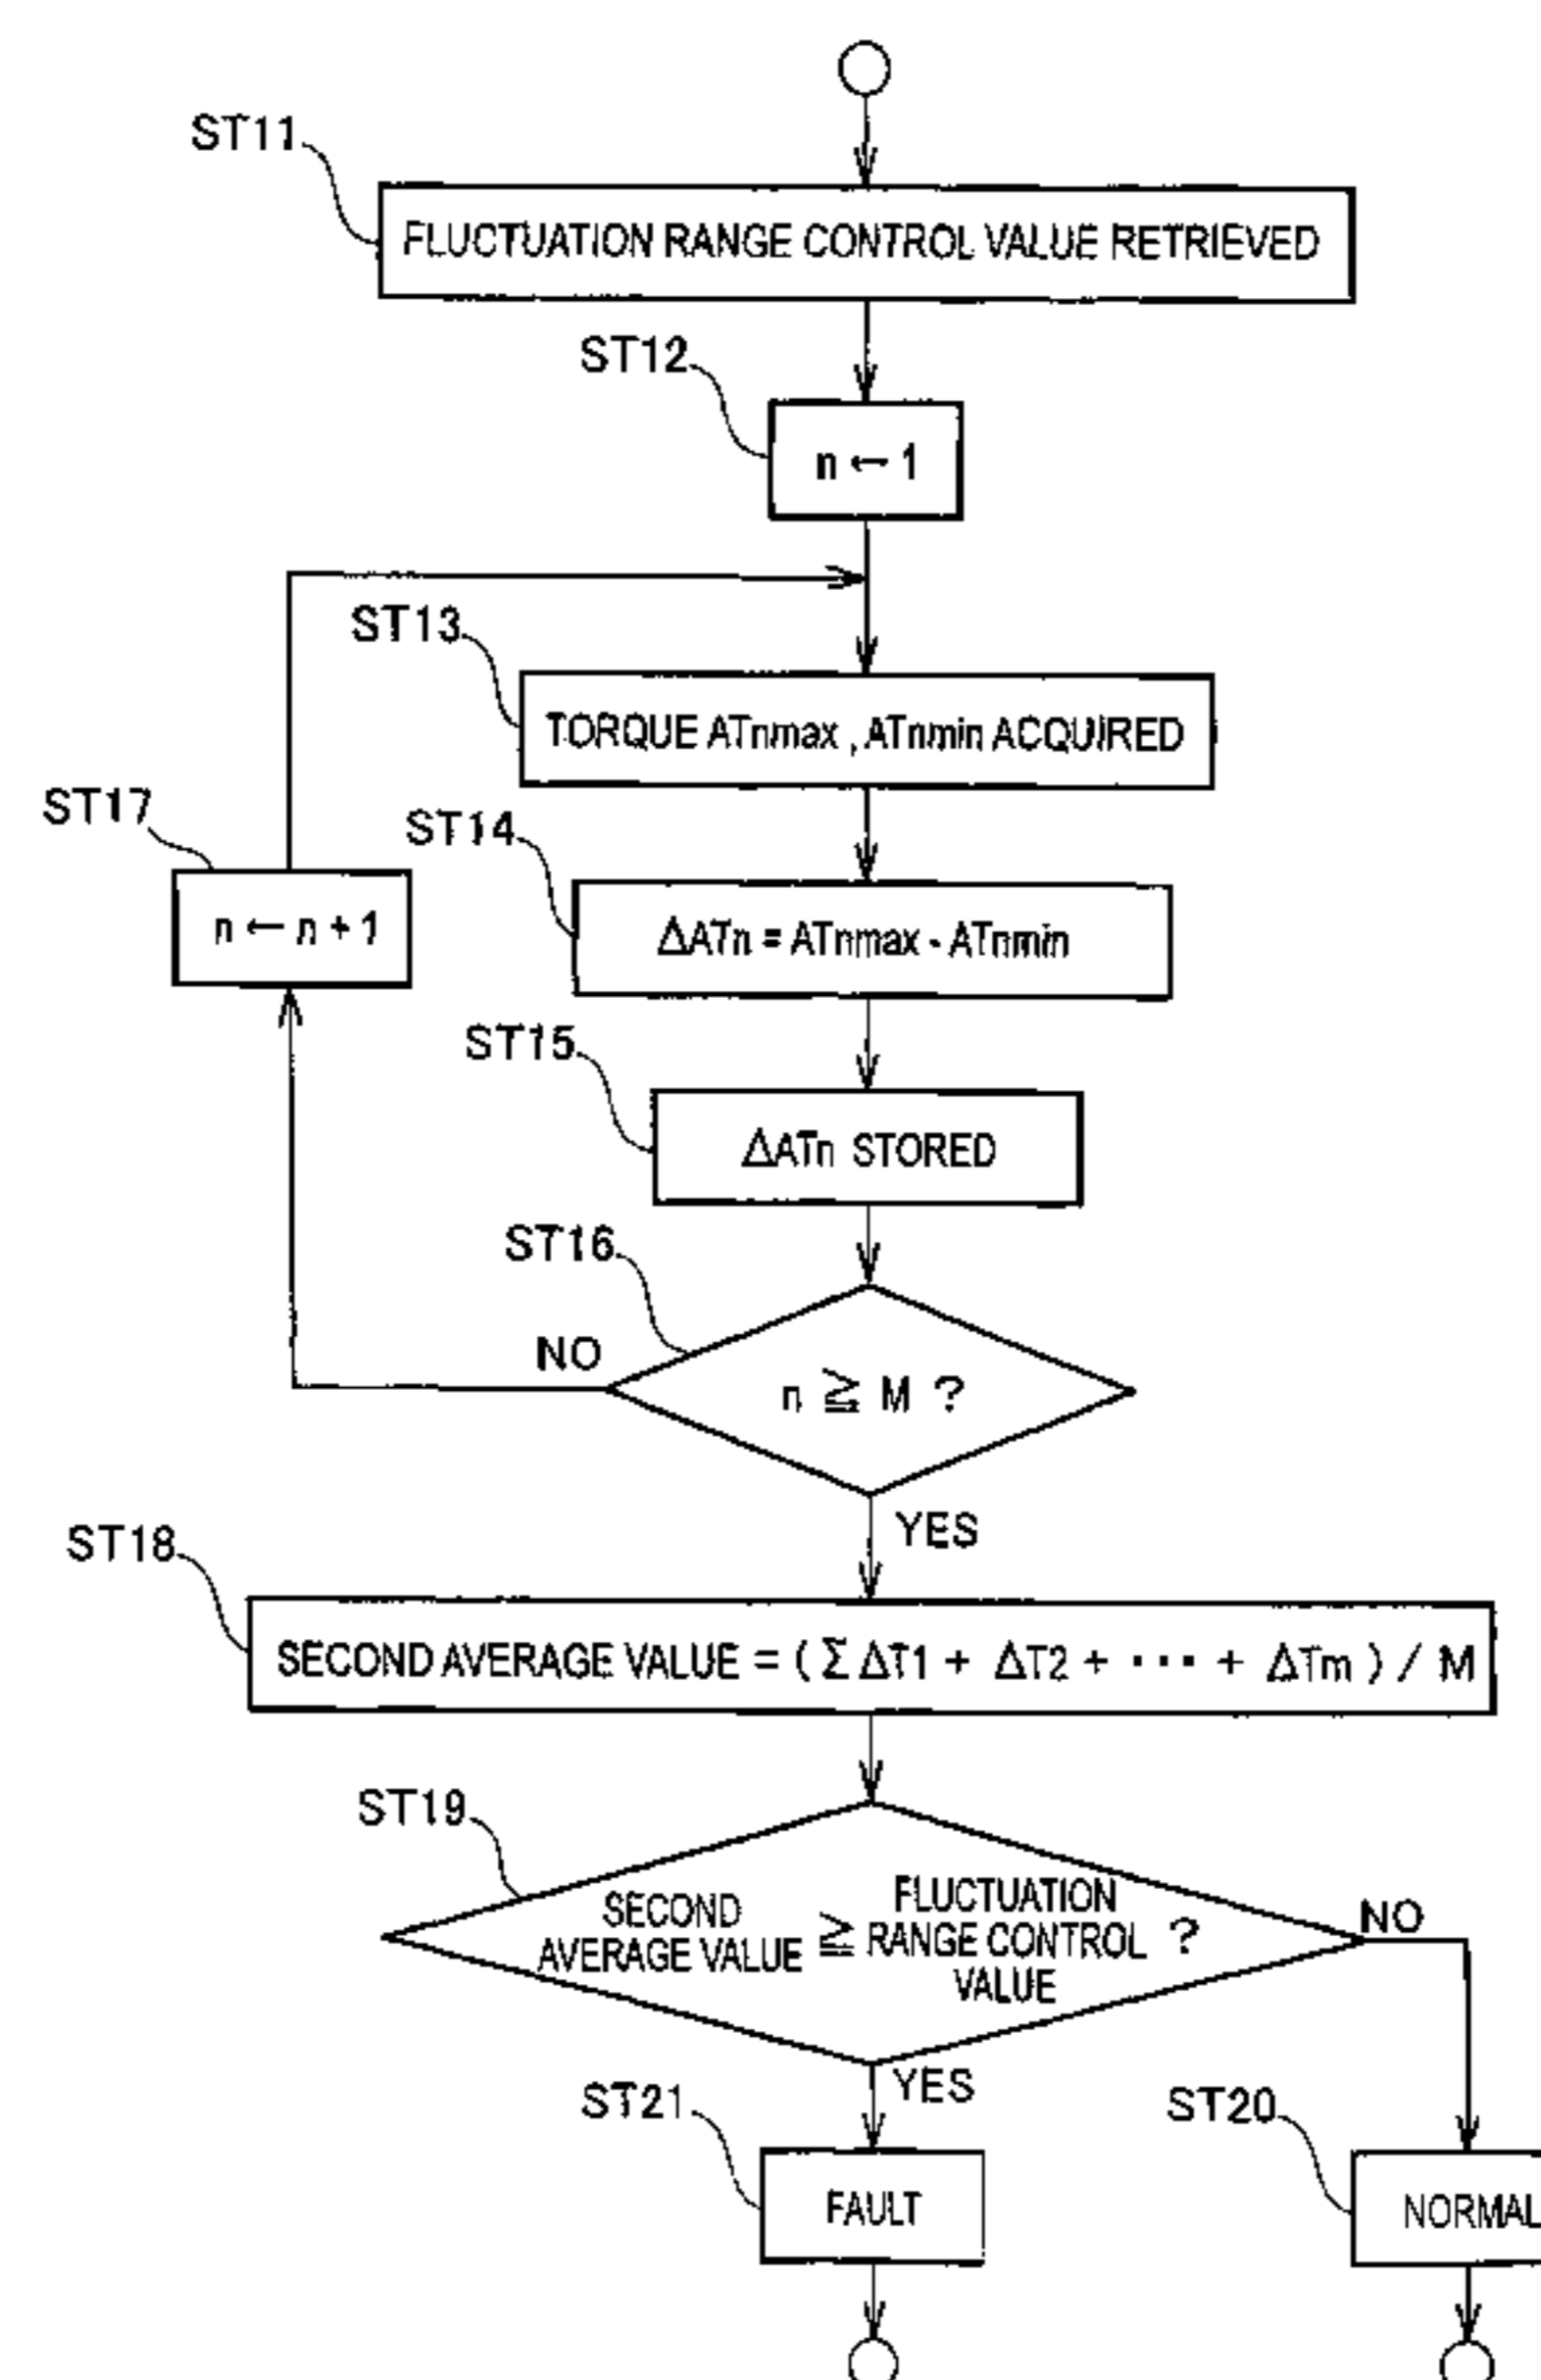 ST11
FLUCTUATION RANGE CONTROL VALUE RETRIEVED
ST12
n ← 1
ST13
TORQUE ATnmax , ATnmin ACQUIRED
ST17
n ← n + 1
ST14
ΔATn = ATnmax - ATnmin
ST15
ΔATn STORED
ST16
NO
n ≧ M ?
YES
ST18
SECOND AVERAGE VALUE = ( Σ ΔT1 + ΔT2 + ··· + ΔTm ) / M
ST19
SECOND
AVERAGE VALUE
≧
FLUCTUATION
RANGE CONTROL
VALUE
?
NO
YES
ST21
FAULT
ST20
NORMAL